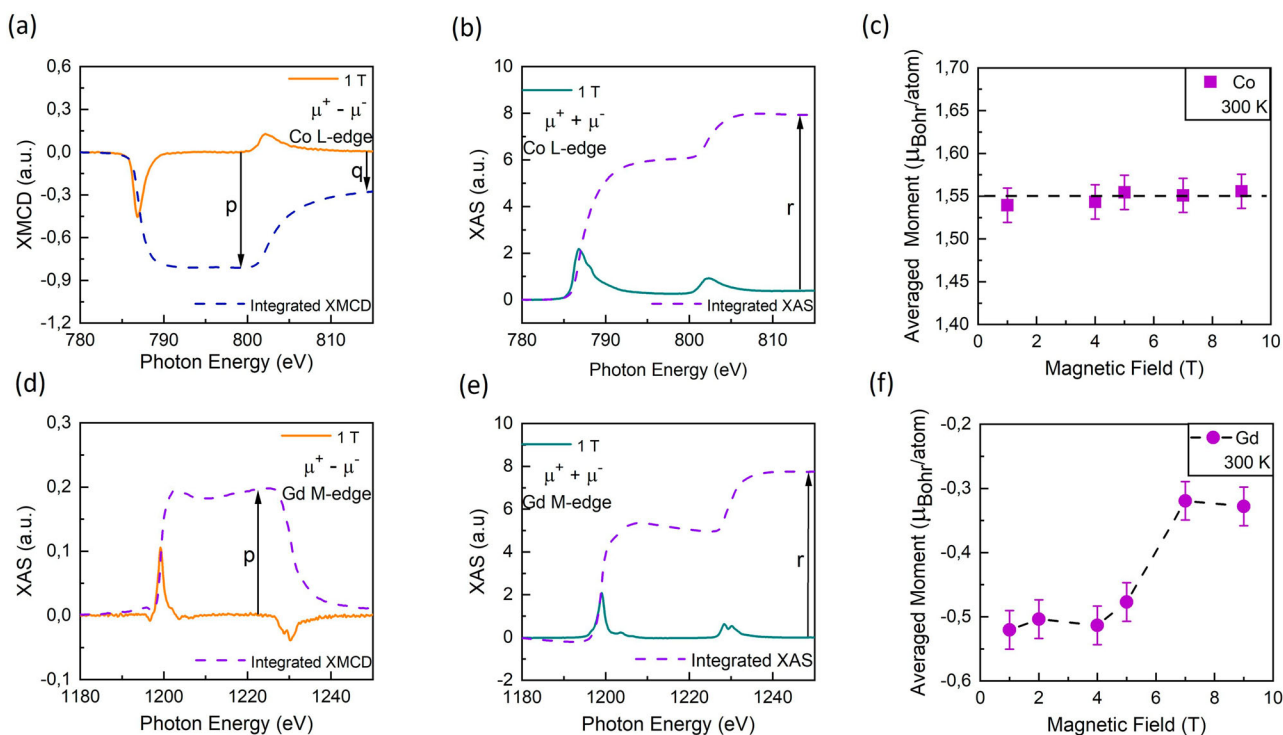 (a)
XMCD (a.u.)
0,6
0,3
0,0
-0,3
-0,6
-0,9
-1,2
1 T
μ⁺ − μ⁻
Co L-edge
p
q
Integrated XMCD
780 790 800 810
Photon Energy (eV)
(b)
XAS (a.u.)
10
8
6
4
2
0
1 T
μ⁺ + μ⁻
Co L-edge
r
Integrated XAS
780 790 800 810
Photon Energy (eV)
(c)
Averaged Moment (μBohr/atom)
1,70
1,65
1,60
1,55
1,50
1,45
1,40
Co
300 K
0 2 4 6 8 10
Magnetic Field (T)
(d)
XAS (a.u.)
0,3
0,2
0,1
0,0
-0,1
1 T
μ⁺ − μ⁻
Gd M-edge
p
Integrated XMCD
1180 1200 1220 1240
Photon Energy (eV)
(e)
XAS (a.u)
10
8
6
4
2
0
-2
1 T
μ⁺ + μ⁻
Gd M-edge
r
Integrated XAS
1180 1200 1220 1240
Photon Energy (eV)
(f)
Averaged Moment (μBohr/atom)
-0,2
-0,3
-0,4
-0,5
-0,6
Gd
300 K
0 2 4 6 8 10
Magnetic Field (T)